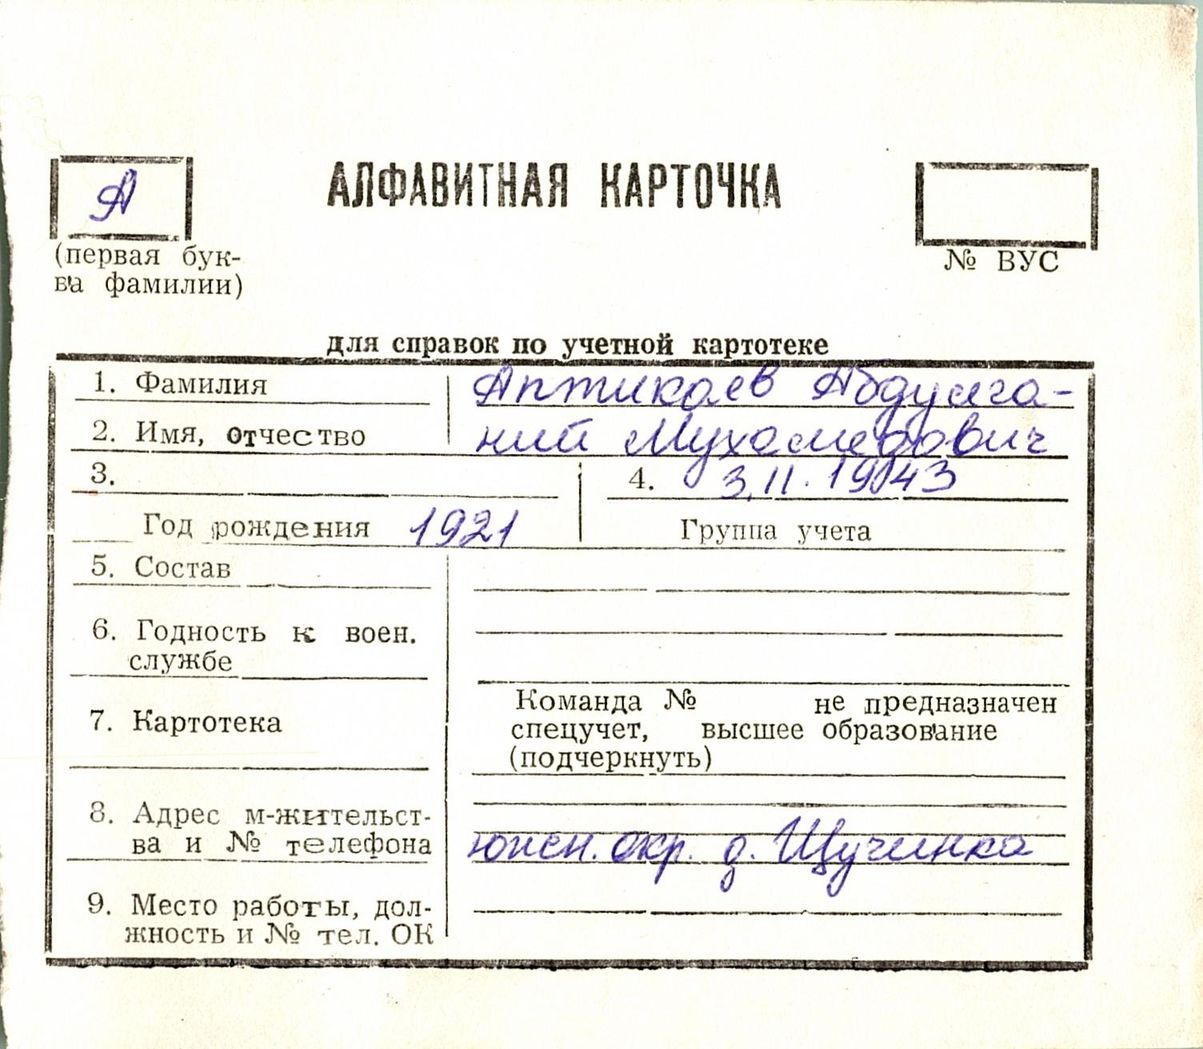 А
АЛФАВИТНАЯ КАРТОЧКА
(первая бук-
ва фамилии)
№ ВУС
для справок по учетной картотеке
1. Фамилия Аптикаев Абдулга-
2. Имя, отчество ний Мухамедович
3. 4. 3.11.1943
Год рождения 1921 Группа учета
5. Состав
6. Годность к воен.
службе
Команда № не предназначен
7. Картотека спецучет, высшее образование
(подчеркнуть)
8. Адрес м-жительст-
ва и № телефона южн. окр. д. Щучинка
9. Место работы, дол-
жность и № тел. ОК